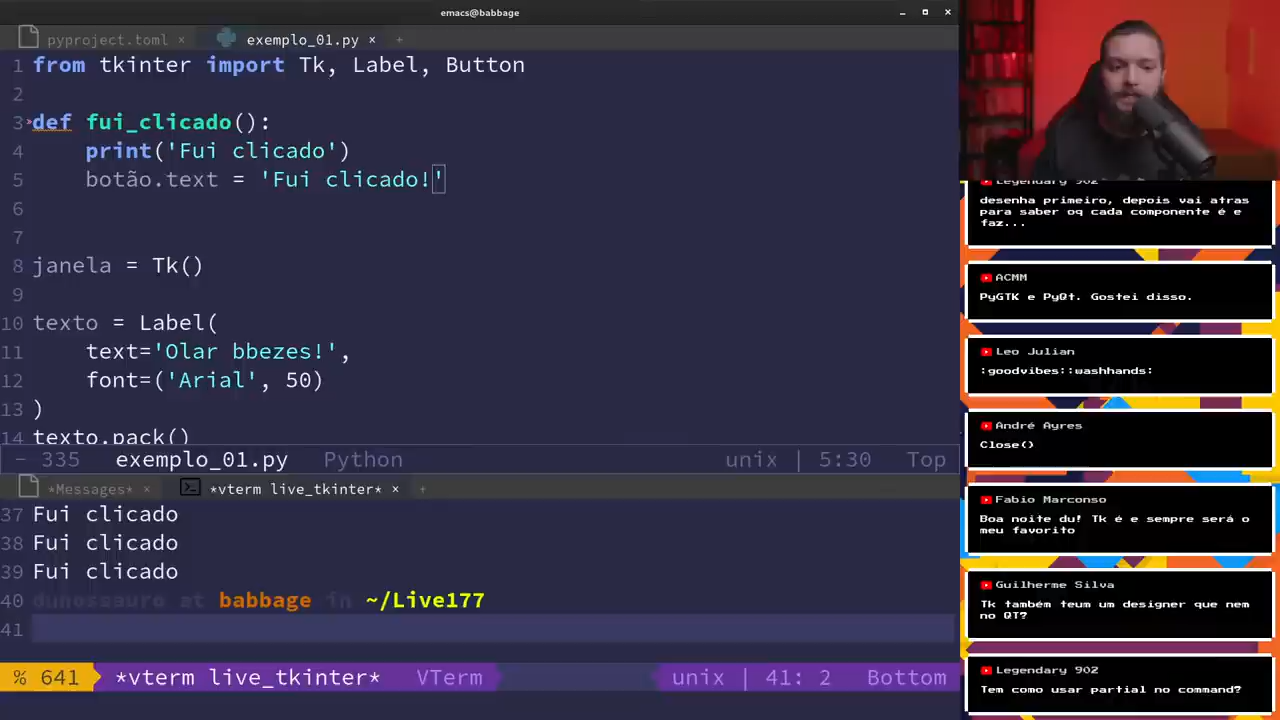 emacs@babbage
pyproject.toml × exemplo_01.py × +
1 from tkinter import Tk, Label, Button
2
3 def fui_clicado():
4 print('Fui clicado')
5 botão.text = 'Fui clicado!'
6
7
8 janela = Tk()
9
10 texto = Label(
11 text='Olar bbezes!',
12 font=('Arial', 50)
13 )
14 texto.pack()
- 335 exemplo_01.py Python unix | 5:30 Top
*Messages* × *vterm live_tkinter* × +
37 Fui clicado
38 Fui clicado
39 Fui clicado
40 dunossauro at babbage in ~/Live177
41
% 641 *vterm live_tkinter* VTerm unix | 41: 2 Bottom
Legendary 902
desenha primeiro, depois vai atras
para saber oq cada componente é e
faz...
ACMM
PyGTK e PyQt. Gostei disso.
Leo Julian
:goodvibes::washhands:
André Ayres
Close()
Fabio Marconso
Boa noite du! Tk é e sempre será o
meu favorito
Guilherme Silva
Tk também teum um designer que nem
no QT?
Legendary 902
Tem como usar partial no command?